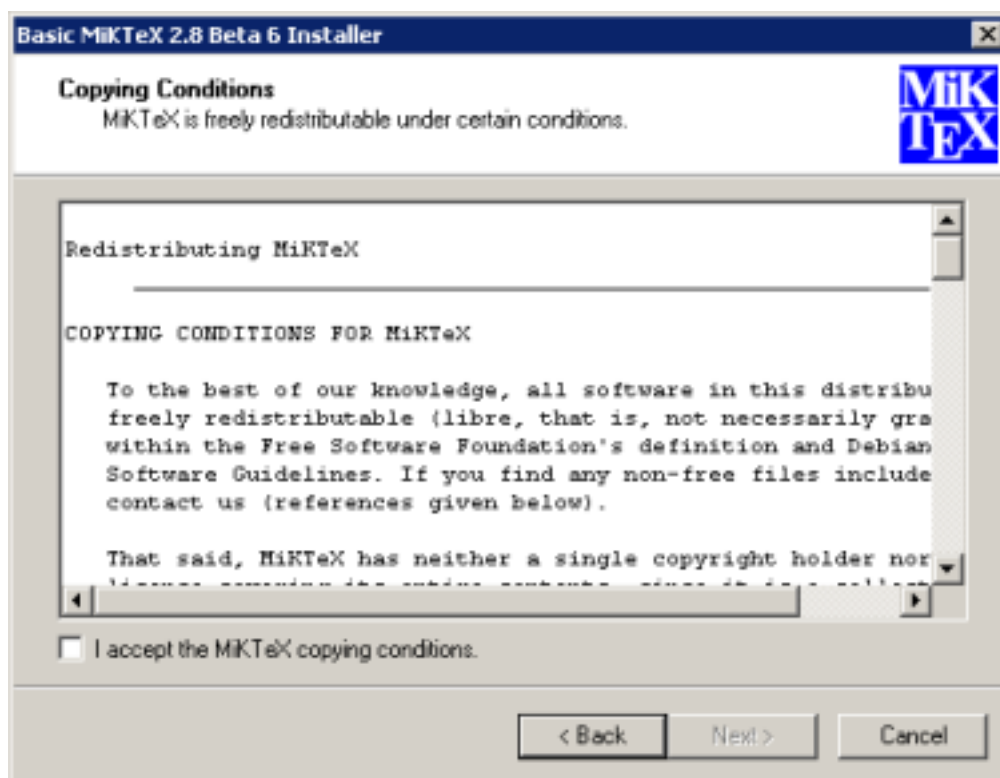 Basic MiKTeX 2.8 Beta 6 Installer
Copying Conditions
MiKTeX is freely redistributable under certain conditions.
MiK
TEX
Redistributing MiKTeX
COPYING CONDITIONS FOR MiKTeX
To the best of our knowledge, all software in this distribu
freely redistributable (libre, that is, not necessarily gra
within the Free Software Foundation's definition and Debian
Software Guidelines. If you find any non-free files include
contact us (references given below).
That said, MiKTeX has neither a single copyright holder nor
I accept the MiKTeX copying conditions.
< Back
Next >
Cancel